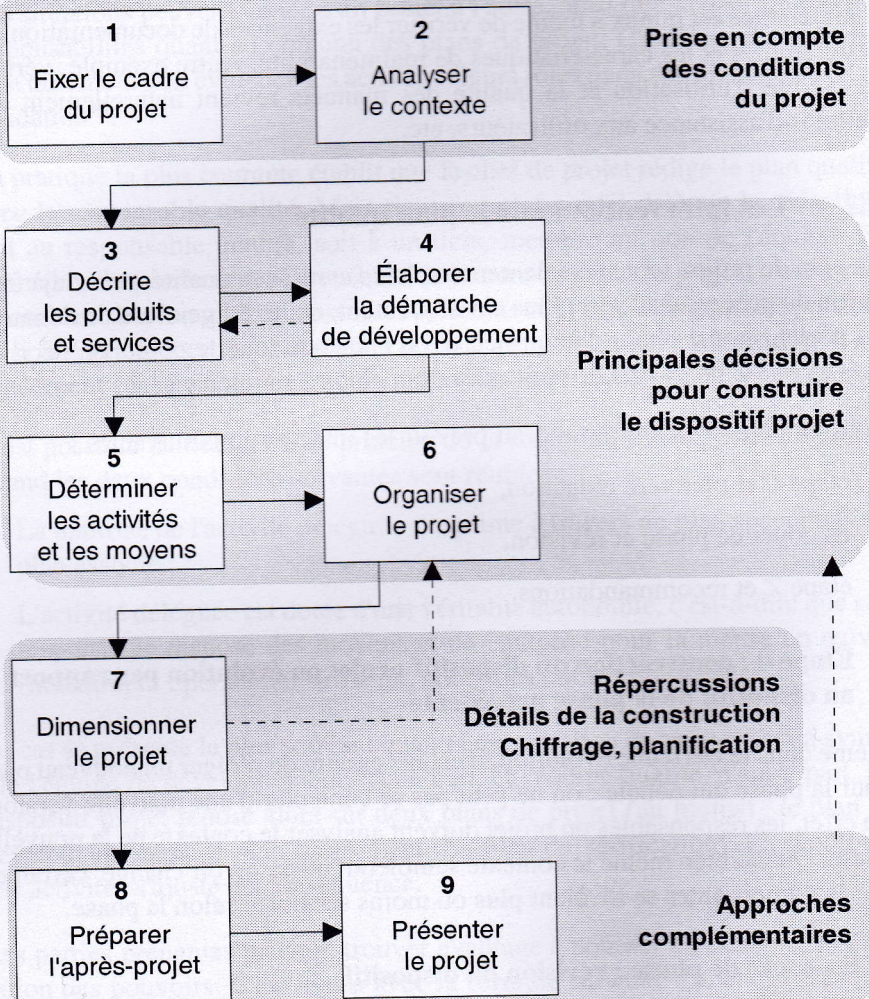 1
Fixer le cadre
du projet
2
Analyser
le contexte
Prise en compte
des conditions
du projet
3
Décrire
les produits
et services
4
Élaborer
la démarche
de développement
Principales décisions
pour construire
le dispositif projet
5
Déterminer
les activités
et les moyens
6
Organiser
le projet
7
Dimensionner
le projet
Répercussions
Détails de la construction
Chiffrage, planification
8
Préparer
l'après-projet
9
Présenter
le projet
Approches
complémentaires